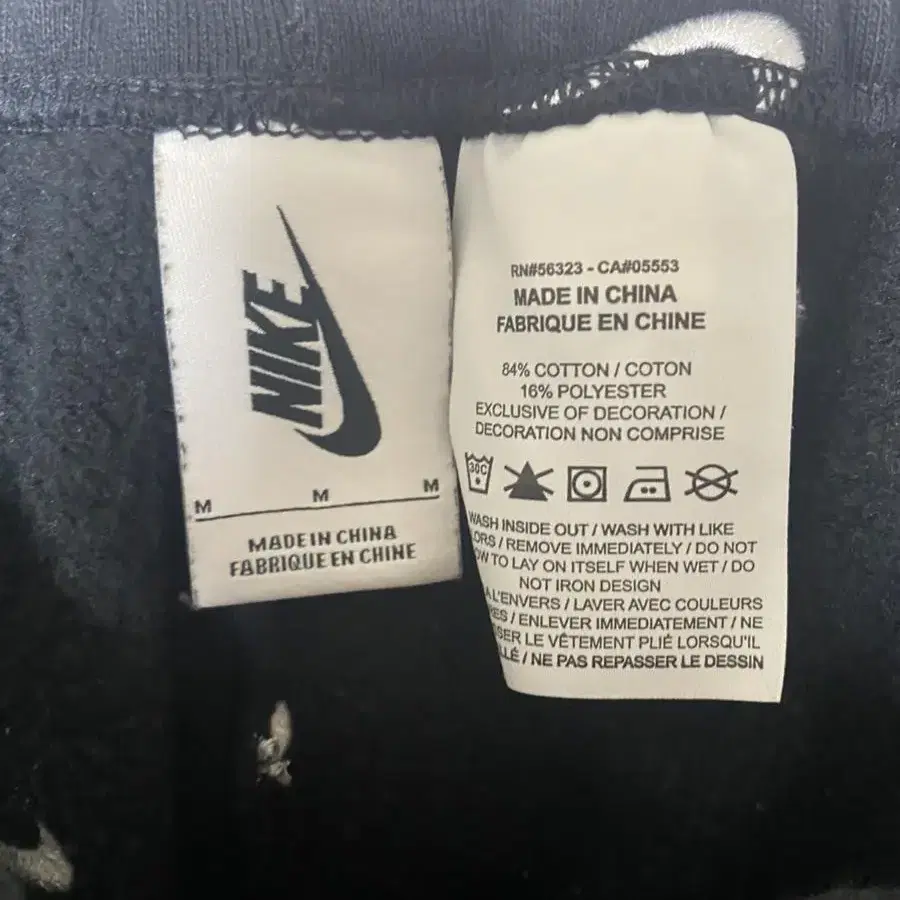 NIKE
M M M
MADE IN CHINA
FABRIQUE EN CHINE
RN#56323 - CA#05553
MADE IN CHINA
FABRIQUE EN CHINE
84% COTTON / COTON
16% POLYESTER
EXCLUSIVE OF DECORATION /
DECORATION NON COMPRISE
30C
WASH INSIDE OUT / WASH WITH LIKE
/ REMOVE IMMEDIATELY / DO NOT
TO LAY ON ITSELF WHEN WET / DO
NOT IRON DESIGN
L'ENVERS / LAVER AVEC COULEURS
/ ENLEVER IMMEDIATEMENT / NE
LE VÊTEMENT PLIÉ LORSQU'IL
/ NE PAS REPASSER LE DESSIN